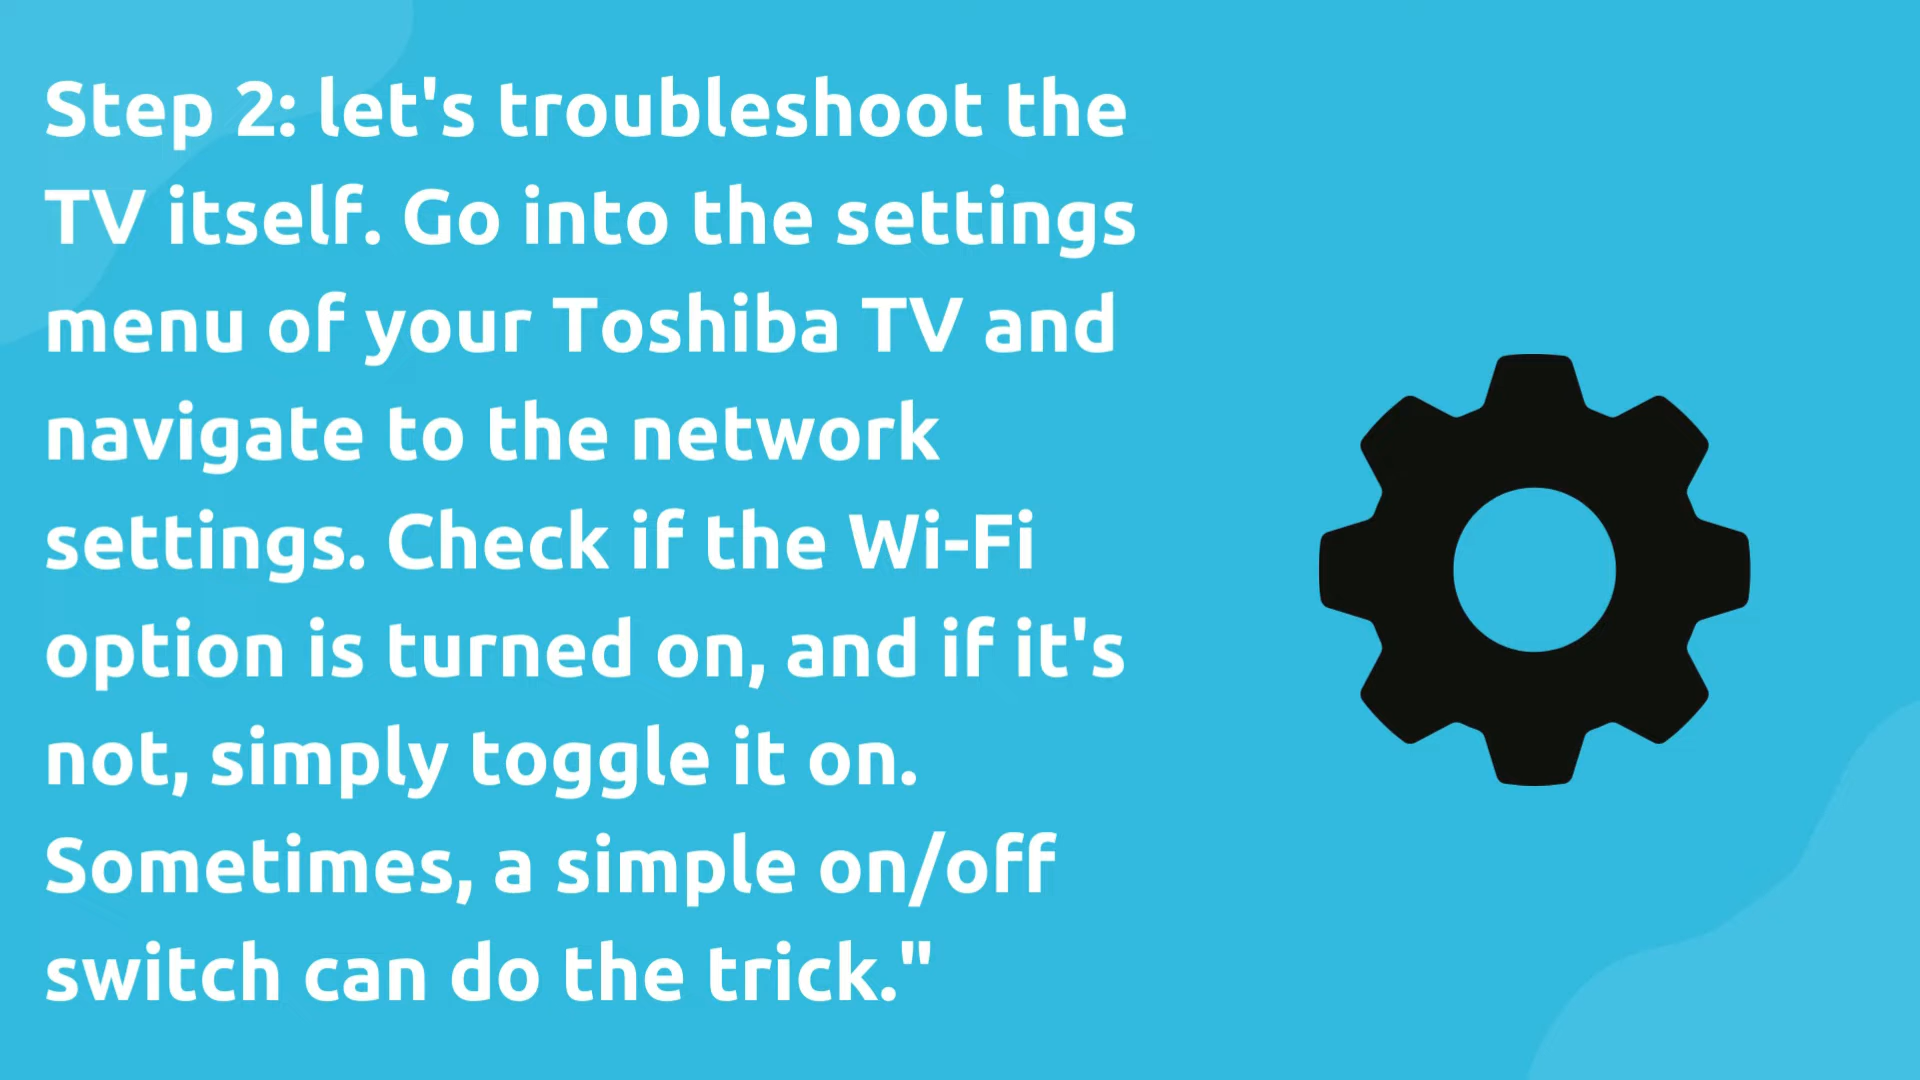 Step 2: let's troubleshoot the
TV itself. Go into the settings
menu of your Toshiba TV and
navigate to the network
settings. Check if the Wi-Fi
option is turned on, and if it's
not, simply toggle it on.
Sometimes, a simple on/off
switch can do the trick."